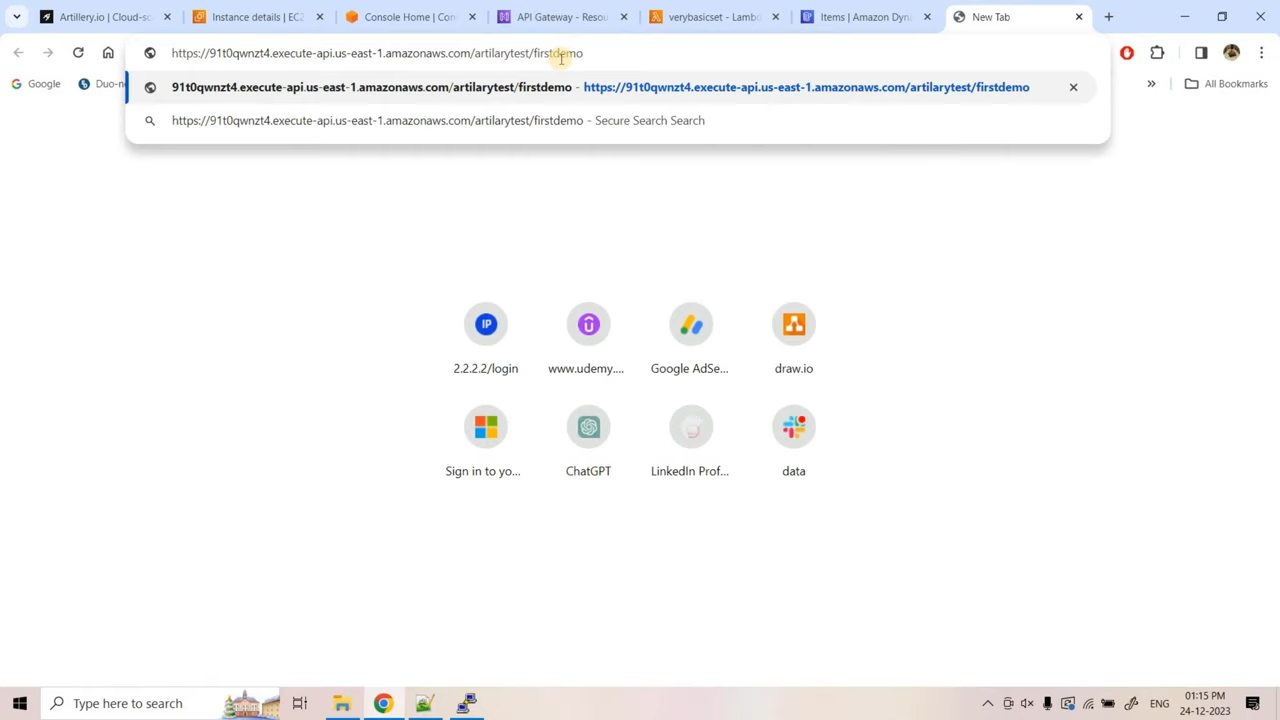 Artillery.io | Cloud-sc
Instance details | EC
Console Home | Con
API Gateway - Resou
verybasicset - Lamb
Items | Amazon Dyn
New Tab
https://91t0qwnzt4.execute-api.us-east-1.amazonaws.com/artilarytest/firstdemo
Google
Duo-n
91t0qwnzt4.execute-api.us-east-1.amazonaws.com/artilarytest/firstdemo - https://91t0qwnzt4.execute-api.us-east-1.amazonaws.com/artilarytest/firstdemo
»
All Bookmarks
https://91t0qwnzt4.execute-api.us-east-1.amazonaws.com/artilarytest/firstdemo - Secure Search Search
IP
2.2.2.2/login
www.udemy....
Google AdSe...
draw.io
Sign in to yo...
ChatGPT
LinkedIn Prof...
data
Type here to search
ENG
01:15 PM
24-12-2023